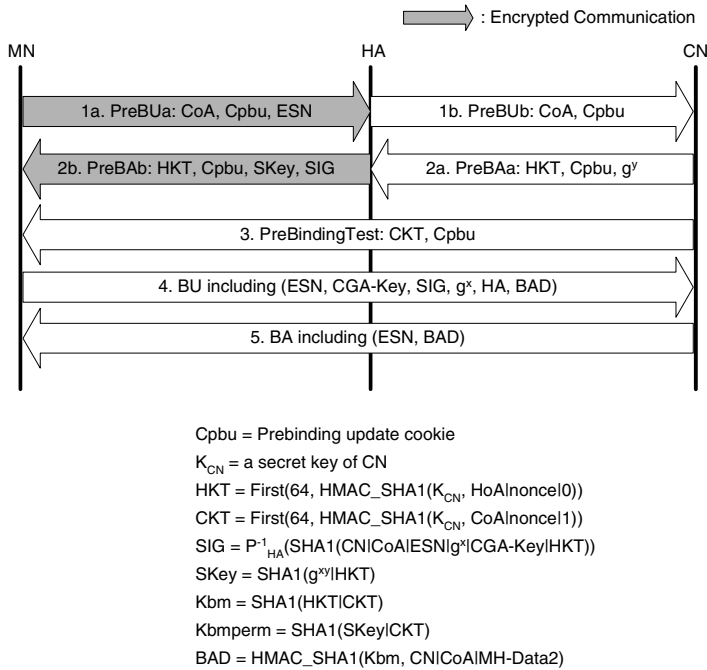 : Encrypted Communication
MN HA CN
1a. PreBUa: CoA, Cpbu, ESN
1b. PreBUb: CoA, Cpbu
2b. PreBAb: HKT, Cpbu, SKey, SIG
2a. PreBAa: HKT, Cpbu, gʸ
3. PreBindingTest: CKT, Cpbu
4. BU including (ESN, CGA-Key, SIG, gˣ, HA, BAD)
5. BA including (ESN, BAD)
Cpbu = Prebinding update cookie
K_CN = a secret key of CN
HKT = First(64, HMAC_SHA1(K_CN, HoA|nonce|0))
CKT = First(64, HMAC_SHA1(K_CN, CoA|nonce|1))
SIG = P⁻¹_HA(SHA1(CN|CoA|ESN|gˣ|CGA-Key|HKT))
SKey = SHA1(gˣʸ|HKT)
Kbm = SHA1(HKT|CKT)
Kbmperm = SHA1(SKey|CKT)
BAD = HMAC_SHA1(Kbm, CN|CoA|MH-Data2)